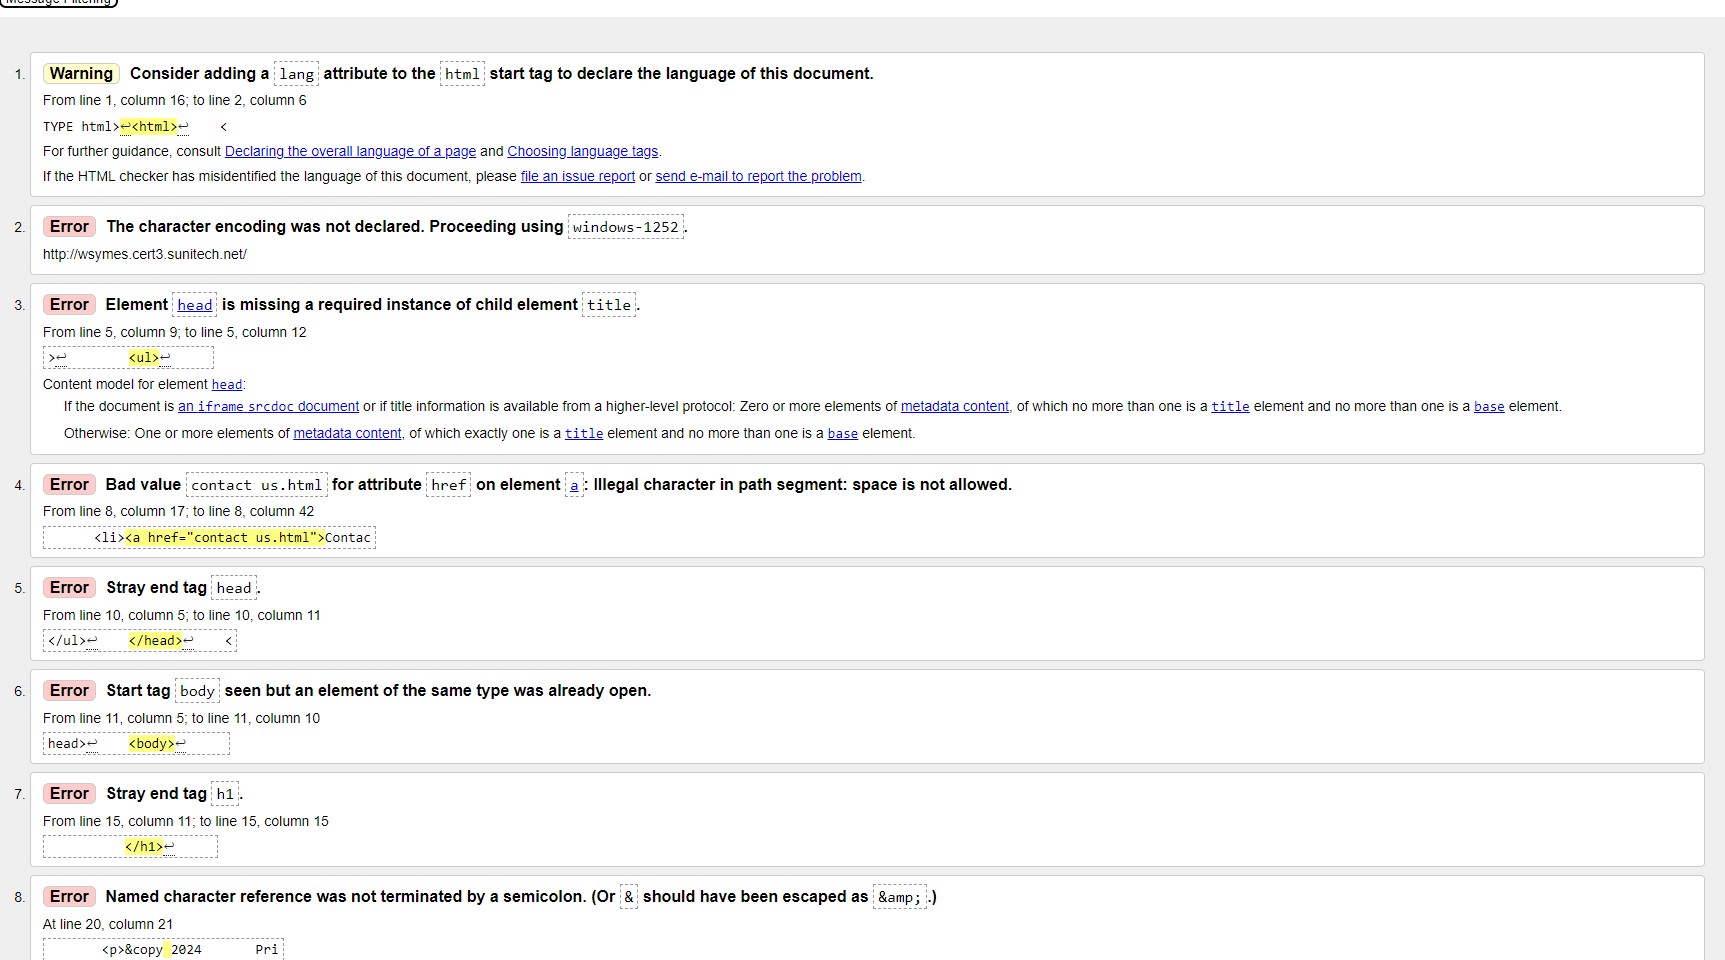 Message Filtering
1. Warning Consider adding a lang attribute to the html start tag to declare the language of this document.
From line 1, column 16; to line 2, column 6
TYPE html>↩<html>↩    <
For further guidance, consult Declaring the overall language of a page and Choosing language tags.
If the HTML checker has misidentified the language of this document, please file an issue report or send e-mail to report the problem.
2. Error The character encoding was not declared. Proceeding using windows-1252.
http://wsymes.cert3.sunitech.net/
3. Error Element head is missing a required instance of child element title.
From line 5, column 9; to line 5, column 12
>↩        <ul>↩
Content model for element head:
If the document is an iframe srcdoc document or if title information is available from a higher-level protocol: Zero or more elements of metadata content, of which no more than one is a title element and no more than one is a base element.
Otherwise: One or more elements of metadata content, of which exactly one is a title element and no more than one is a base element.
4. Error Bad value contact us.html for attribute href on element a: Illegal character in path segment: space is not allowed.
From line 8, column 17; to line 8, column 42
<li><a href="contact us.html">Contac
5. Error Stray end tag head.
From line 10, column 5; to line 10, column 11
</ul>↩    </head>↩    <
6. Error Start tag body seen but an element of the same type was already open.
From line 11, column 5; to line 11, column 10
head>↩    <body>↩
7. Error Stray end tag h1.
From line 15, column 11; to line 15, column 15
</h1>↩
8. Error Named character reference was not terminated by a semicolon. (Or & should have been escaped as &amp;.)
At line 20, column 21
<p>&copy 2024       Pri